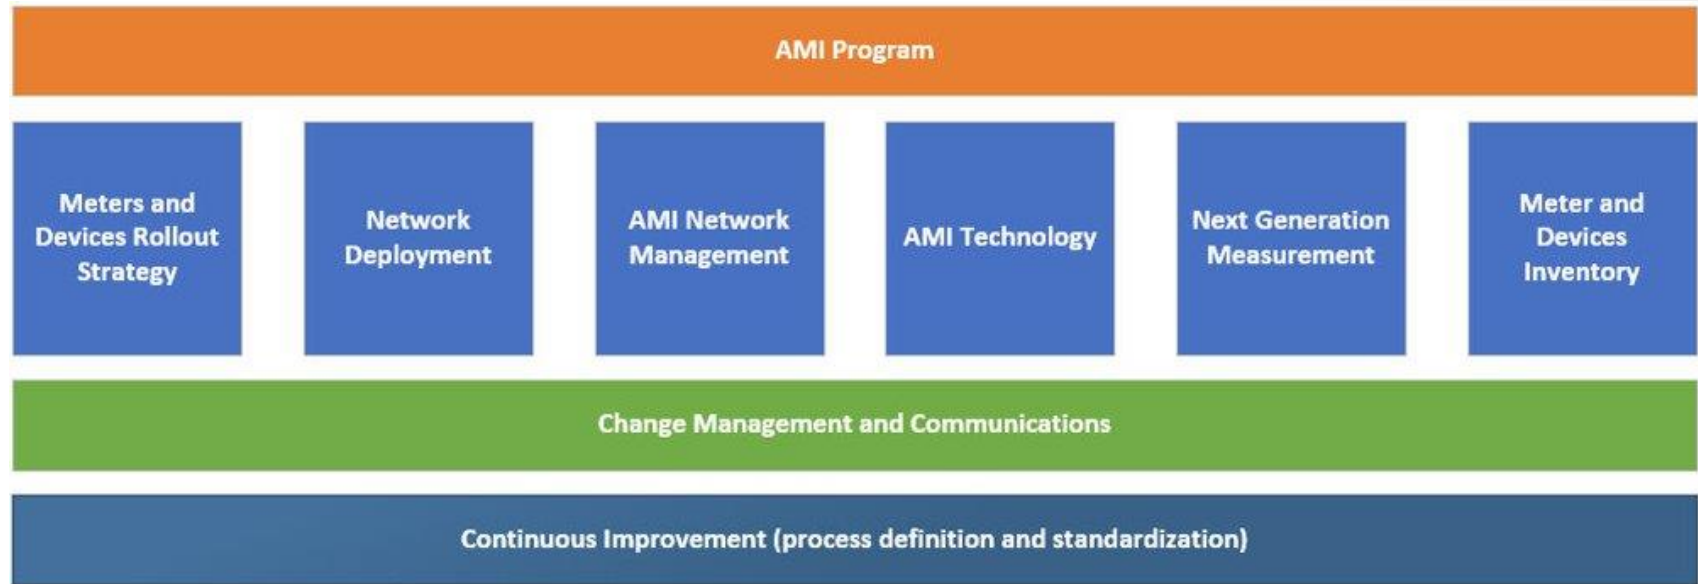 AMI Program
Meters and
Devices Rollout
Strategy
Network
Deployment
AMI Network
Management
AMI Technology
Next Generation
Measurement
Meter and
Devices
Inventory
Change Management and Communications
Continuous Improvement (process definition and standardization)